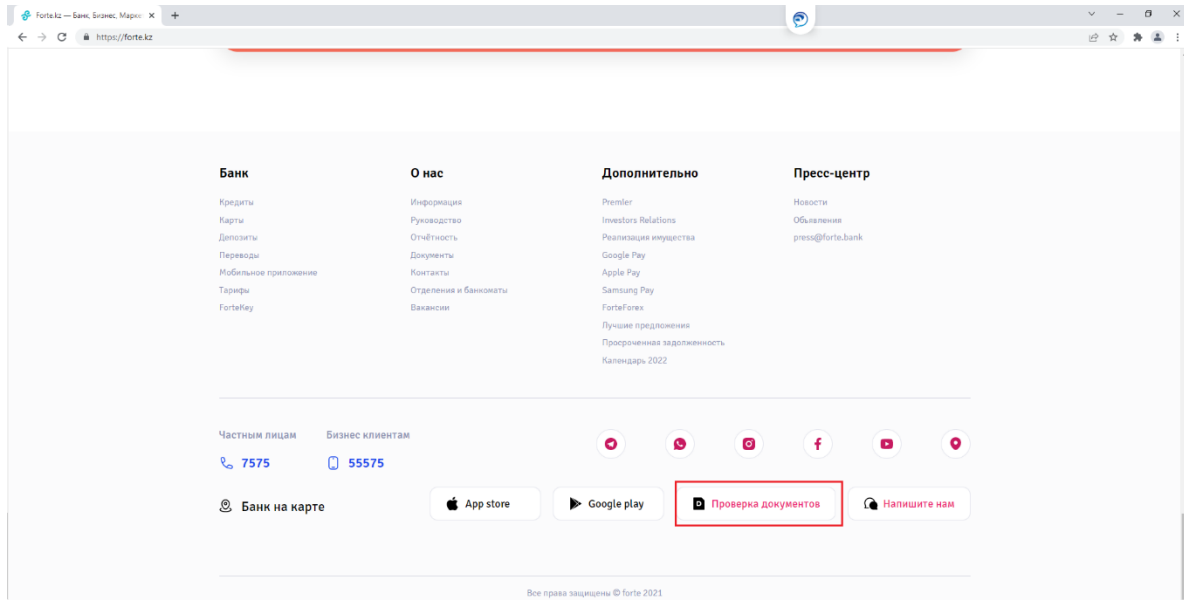 Forte.kz — Банк, Бизнес, Марке
https://forte.kz
Банк
Кредиты
Карты
Депозиты
Переводы
Мобильное приложение
Тарифы
ForteKey
О нас
Информация
Руководство
Отчётность
Документы
Контакты
Отделения и банкоматы
Вакансии
Дополнительно
Premier
Investors Relations
Реализация имущества
Google Pay
Apple Pay
Samsung Pay
ForteForex
Лучшие предложения
Просроченная задолженность
Календарь 2022
Пресс-центр
Новости
Объявления
press@forte.bank
Частным лицам
7575
Бизнес клиентам
55575
Банк на карте
App store
Google play
Проверка документов
Напишите нам
Все права защищены © forte 2021